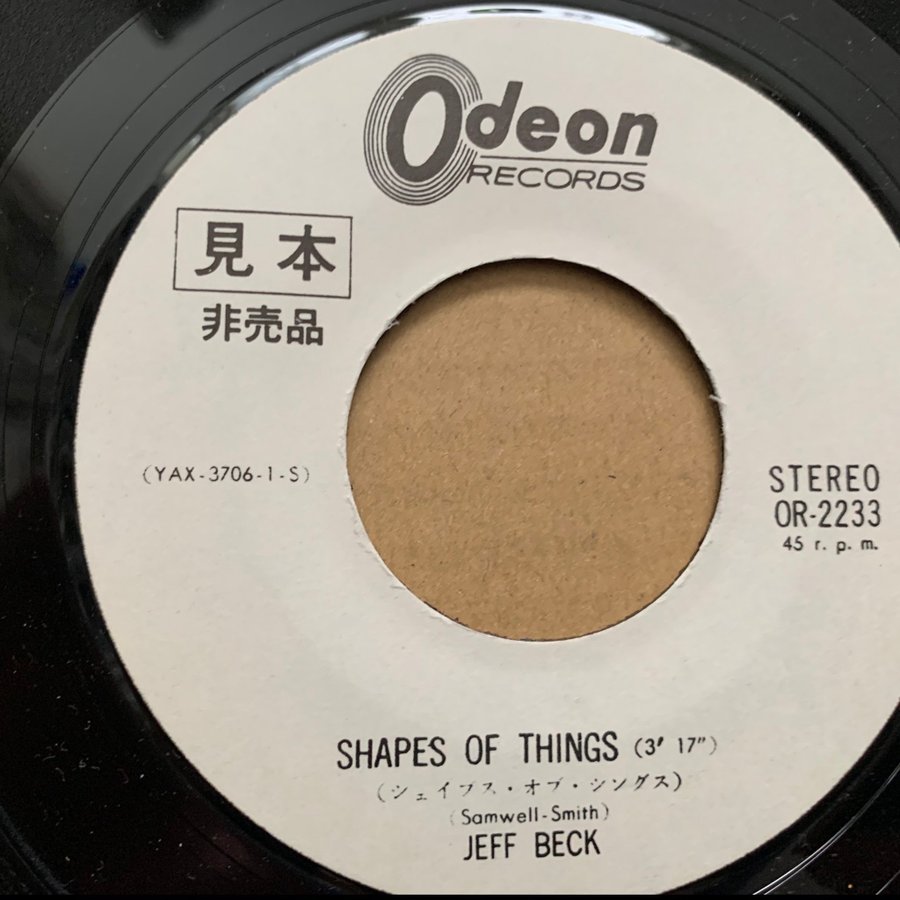 Odeon
RECORDS
見本
非売品
(YAX-3706-1-S)
STEREO
OR-2233
45 r. p. m.
SHAPES OF THINGS (3′ 17″)
(シェイプス・オブ・シングス)
(Samwell-Smith)
JEFF BECK